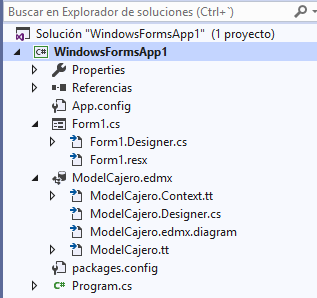 Buscar en Explorador de soluciones (Ctrl+`)
Solución "WindowsFormsApp1" (1 proyecto)
C# WindowsFormsApp1
Properties
Referencias
App.config
Form1.cs
Form1.Designer.cs
Form1.resx
ModelCajero.edmx
ModelCajero.Context.tt
ModelCajero.Designer.cs
ModelCajero.edmx.diagram
ModelCajero.tt
packages.config
C# Program.cs